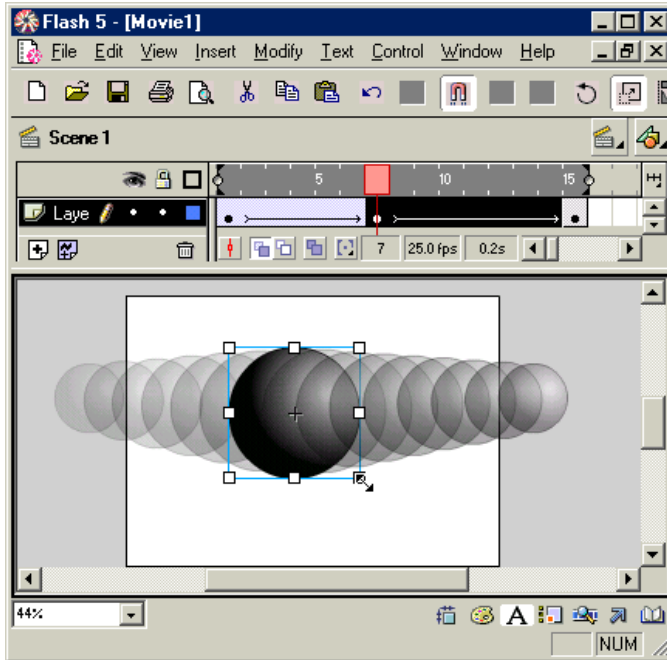 Flash 5 - [Movie1]
File Edit View Insert Modify Text Control Window Help
Scene 1
5 10 15
Laye
7 25.0 fps 0.2s
44%
A
NUM